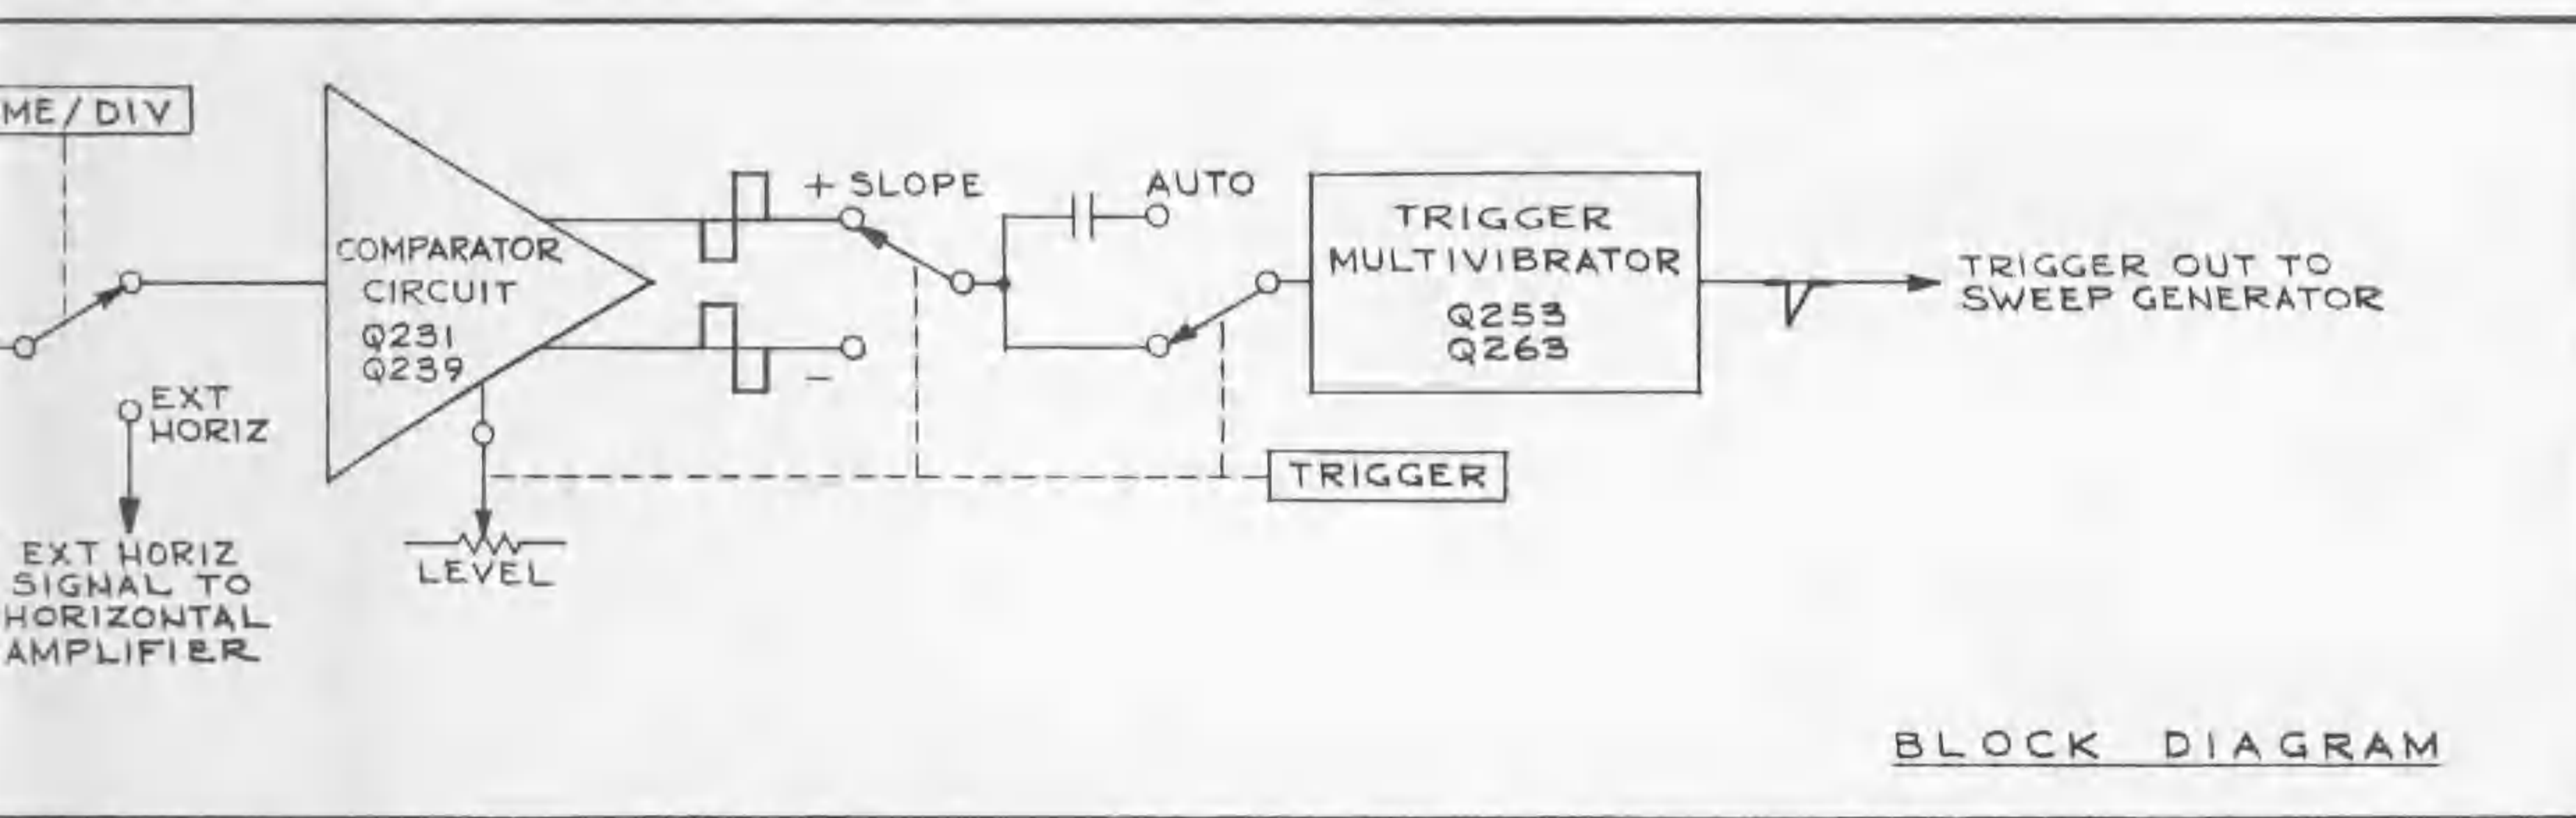 ME/DIV
EXT
HORIZ
EXT HORIZ
SIGNAL TO
HORIZONTAL
AMPLIFIER
COMPARATOR
CIRCUIT
Q231
Q239
LEVEL
+ SLOPE
−
AUTO
TRIGGER
TRIGGER
MULTIVIBRATOR
Q253
Q263
TRIGGER OUT TO
SWEEP GENERATOR
BLOCK DIAGRAM